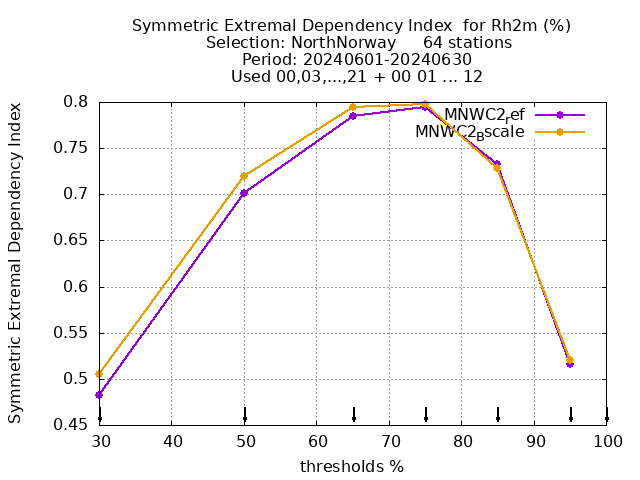 Symmetric Extremal Dependency Index for Rh2m (%)
Selection: NorthNorway 64 stations
Period: 20240601-20240630
Used 00,03,...,21 + 00 01 ... 12
Symmetric Extremal Dependency Index
0.8
0.75
0.7
0.65
0.6
0.55
0.5
0.45
MNWC2ref
MNWC2Bscale
30 40 50 60 70 80 90 100
thresholds %